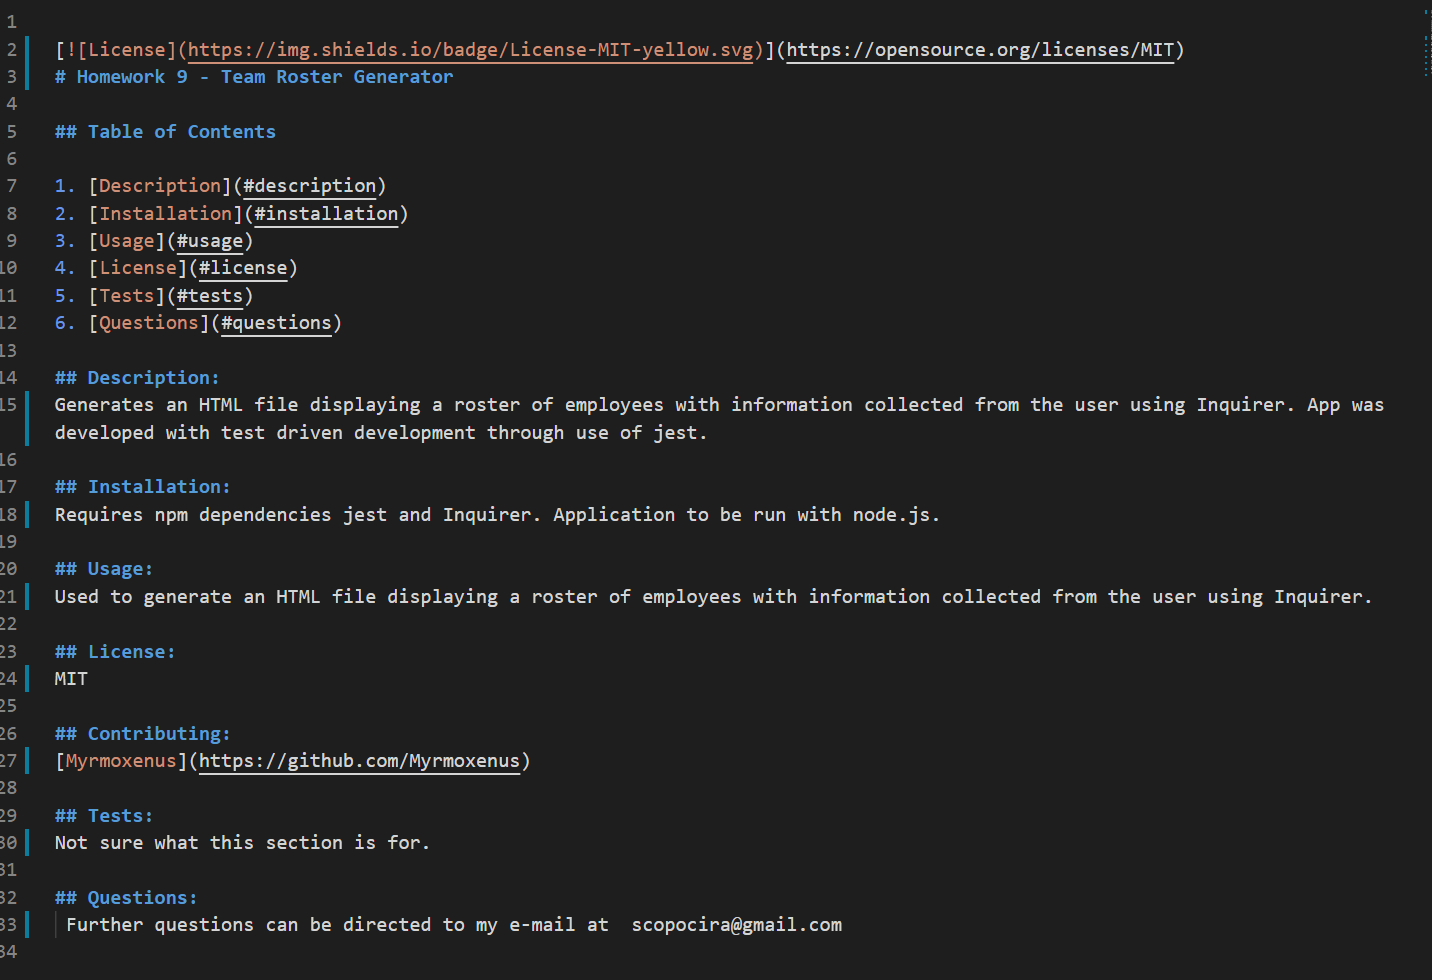 1
2 [![License](https://img.shields.io/badge/License-MIT-yellow.svg)](https://opensource.org/licenses/MIT)
3 # Homework 9 - Team Roster Generator
4
5 ## Table of Contents
6
7 1. [Description](#description)
8 2. [Installation](#installation)
9 3. [Usage](#usage)
10 4. [License](#license)
11 5. [Tests](#tests)
12 6. [Questions](#questions)
13
14 ## Description:
15 Generates an HTML file displaying a roster of employees with information collected from the user using Inquirer. App was
developed with test driven development through use of jest.
16
17 ## Installation:
18 Requires npm dependencies jest and Inquirer. Application to be run with node.js.
19
20 ## Usage:
21 Used to generate an HTML file displaying a roster of employees with information collected from the user using Inquirer.
22
23 ## License:
24 MIT
25
26 ## Contributing:
27 [Myrmoxenus](https://github.com/Myrmoxenus)
28
29 ## Tests:
30 Not sure what this section is for.
31
32 ## Questions:
33  Further questions can be directed to my e-mail at  scopocira@gmail.com
34